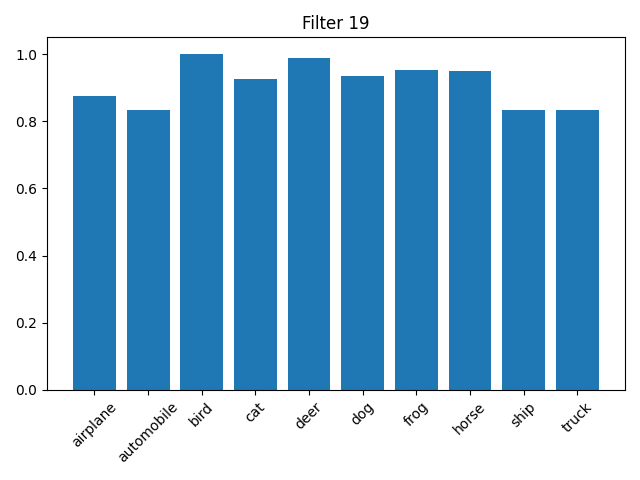 Filter 19
1.0
0.8
0.6
0.4
0.2
0.0
airplane
automobile
bird
cat
deer
dog
frog
horse
ship
truck